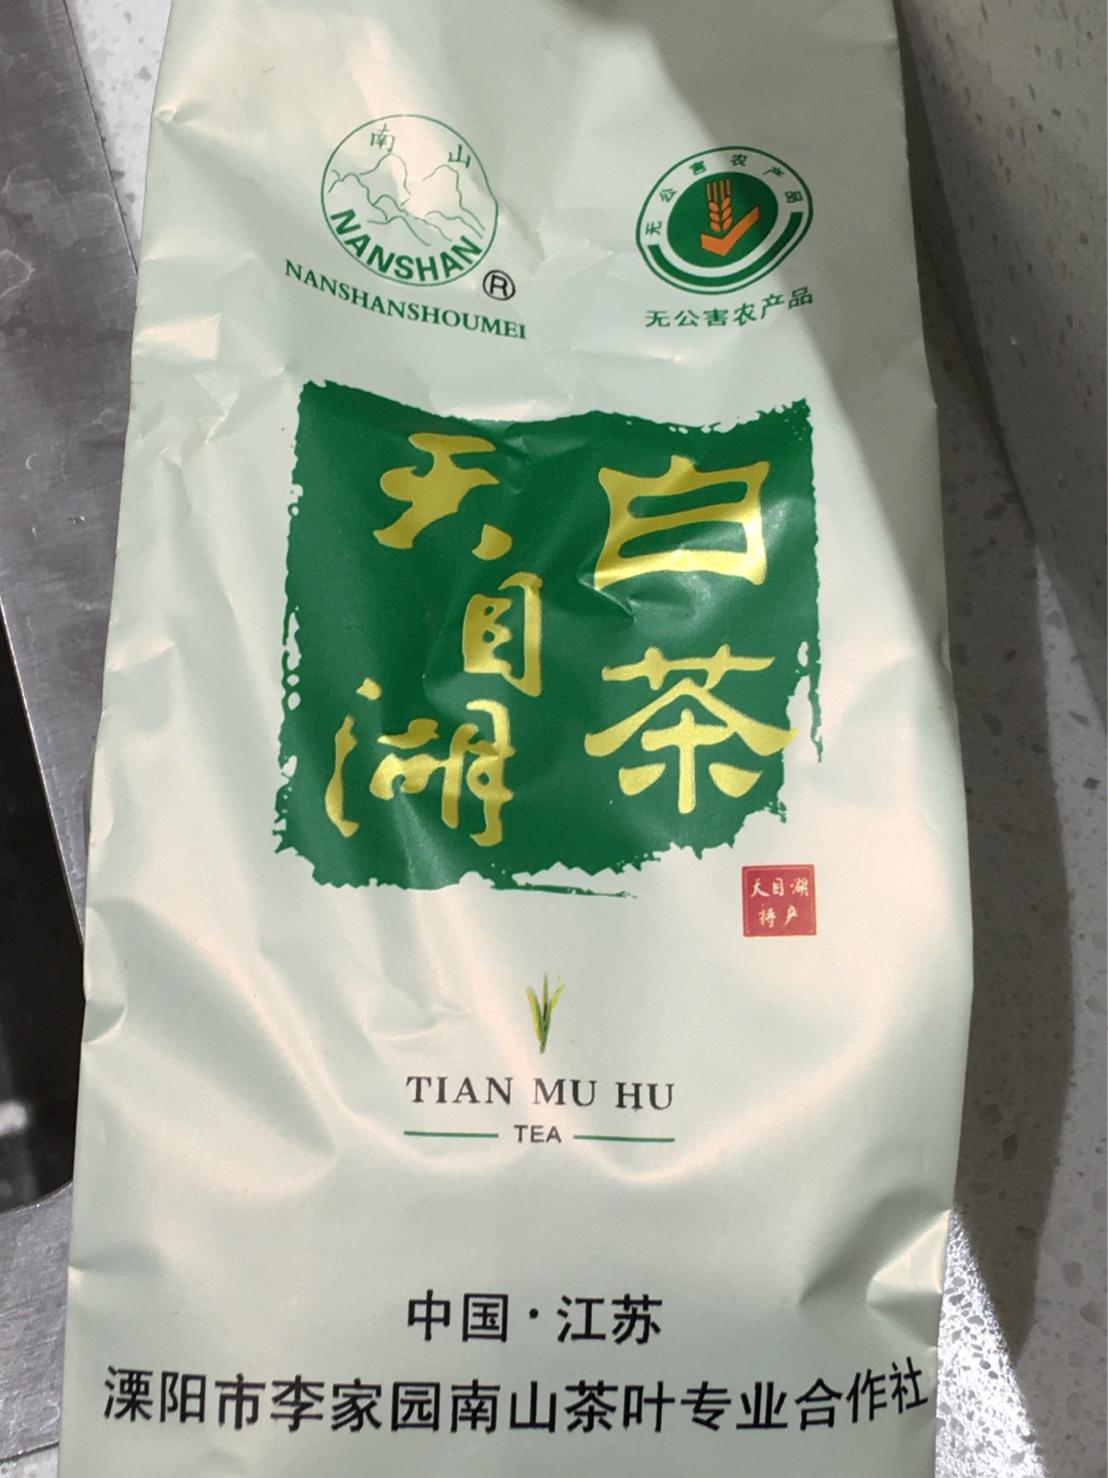 南山
NANSHAN
®
NANSHANSHOUMEI
无公害农产品
无公害农产品
天目湖
白茶
天目湖
特产
TIAN MU HU
TEA
中国·江苏
溧阳市李家园南山茶叶专业合作社